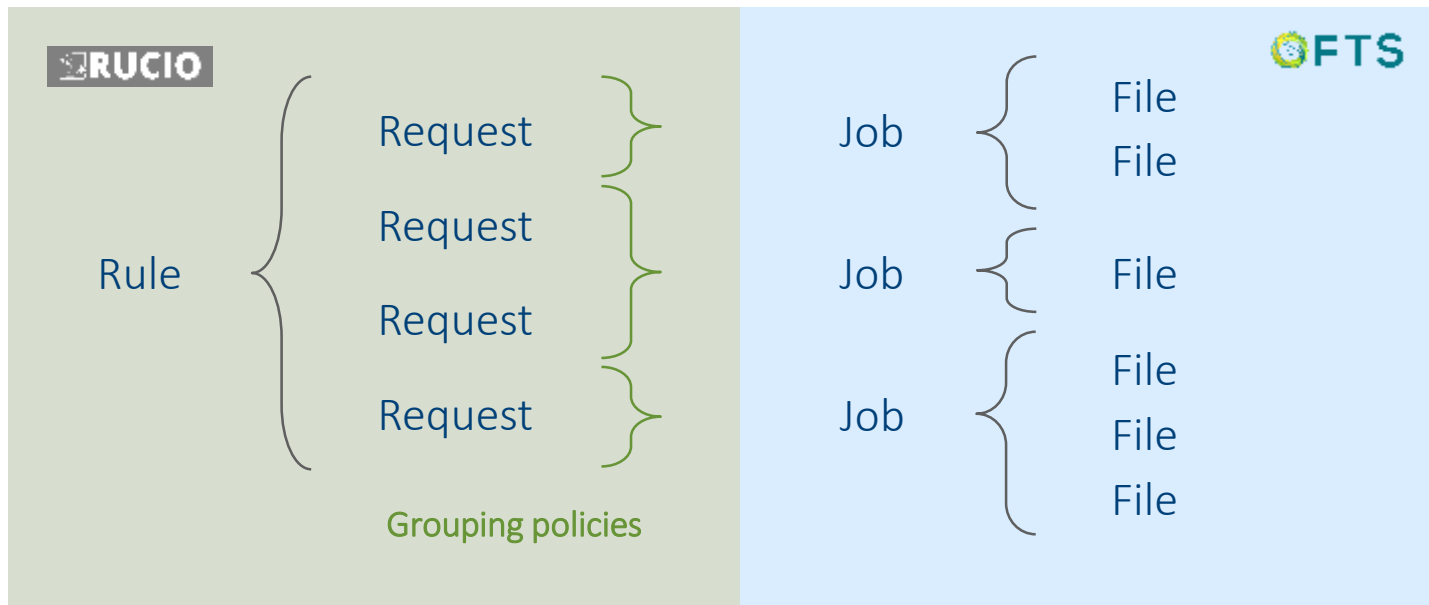 RUCIO
Rule
Request
Request
Request
Request
Grouping policies
FTS
Job
File
File
Job
File
Job
File
File
File